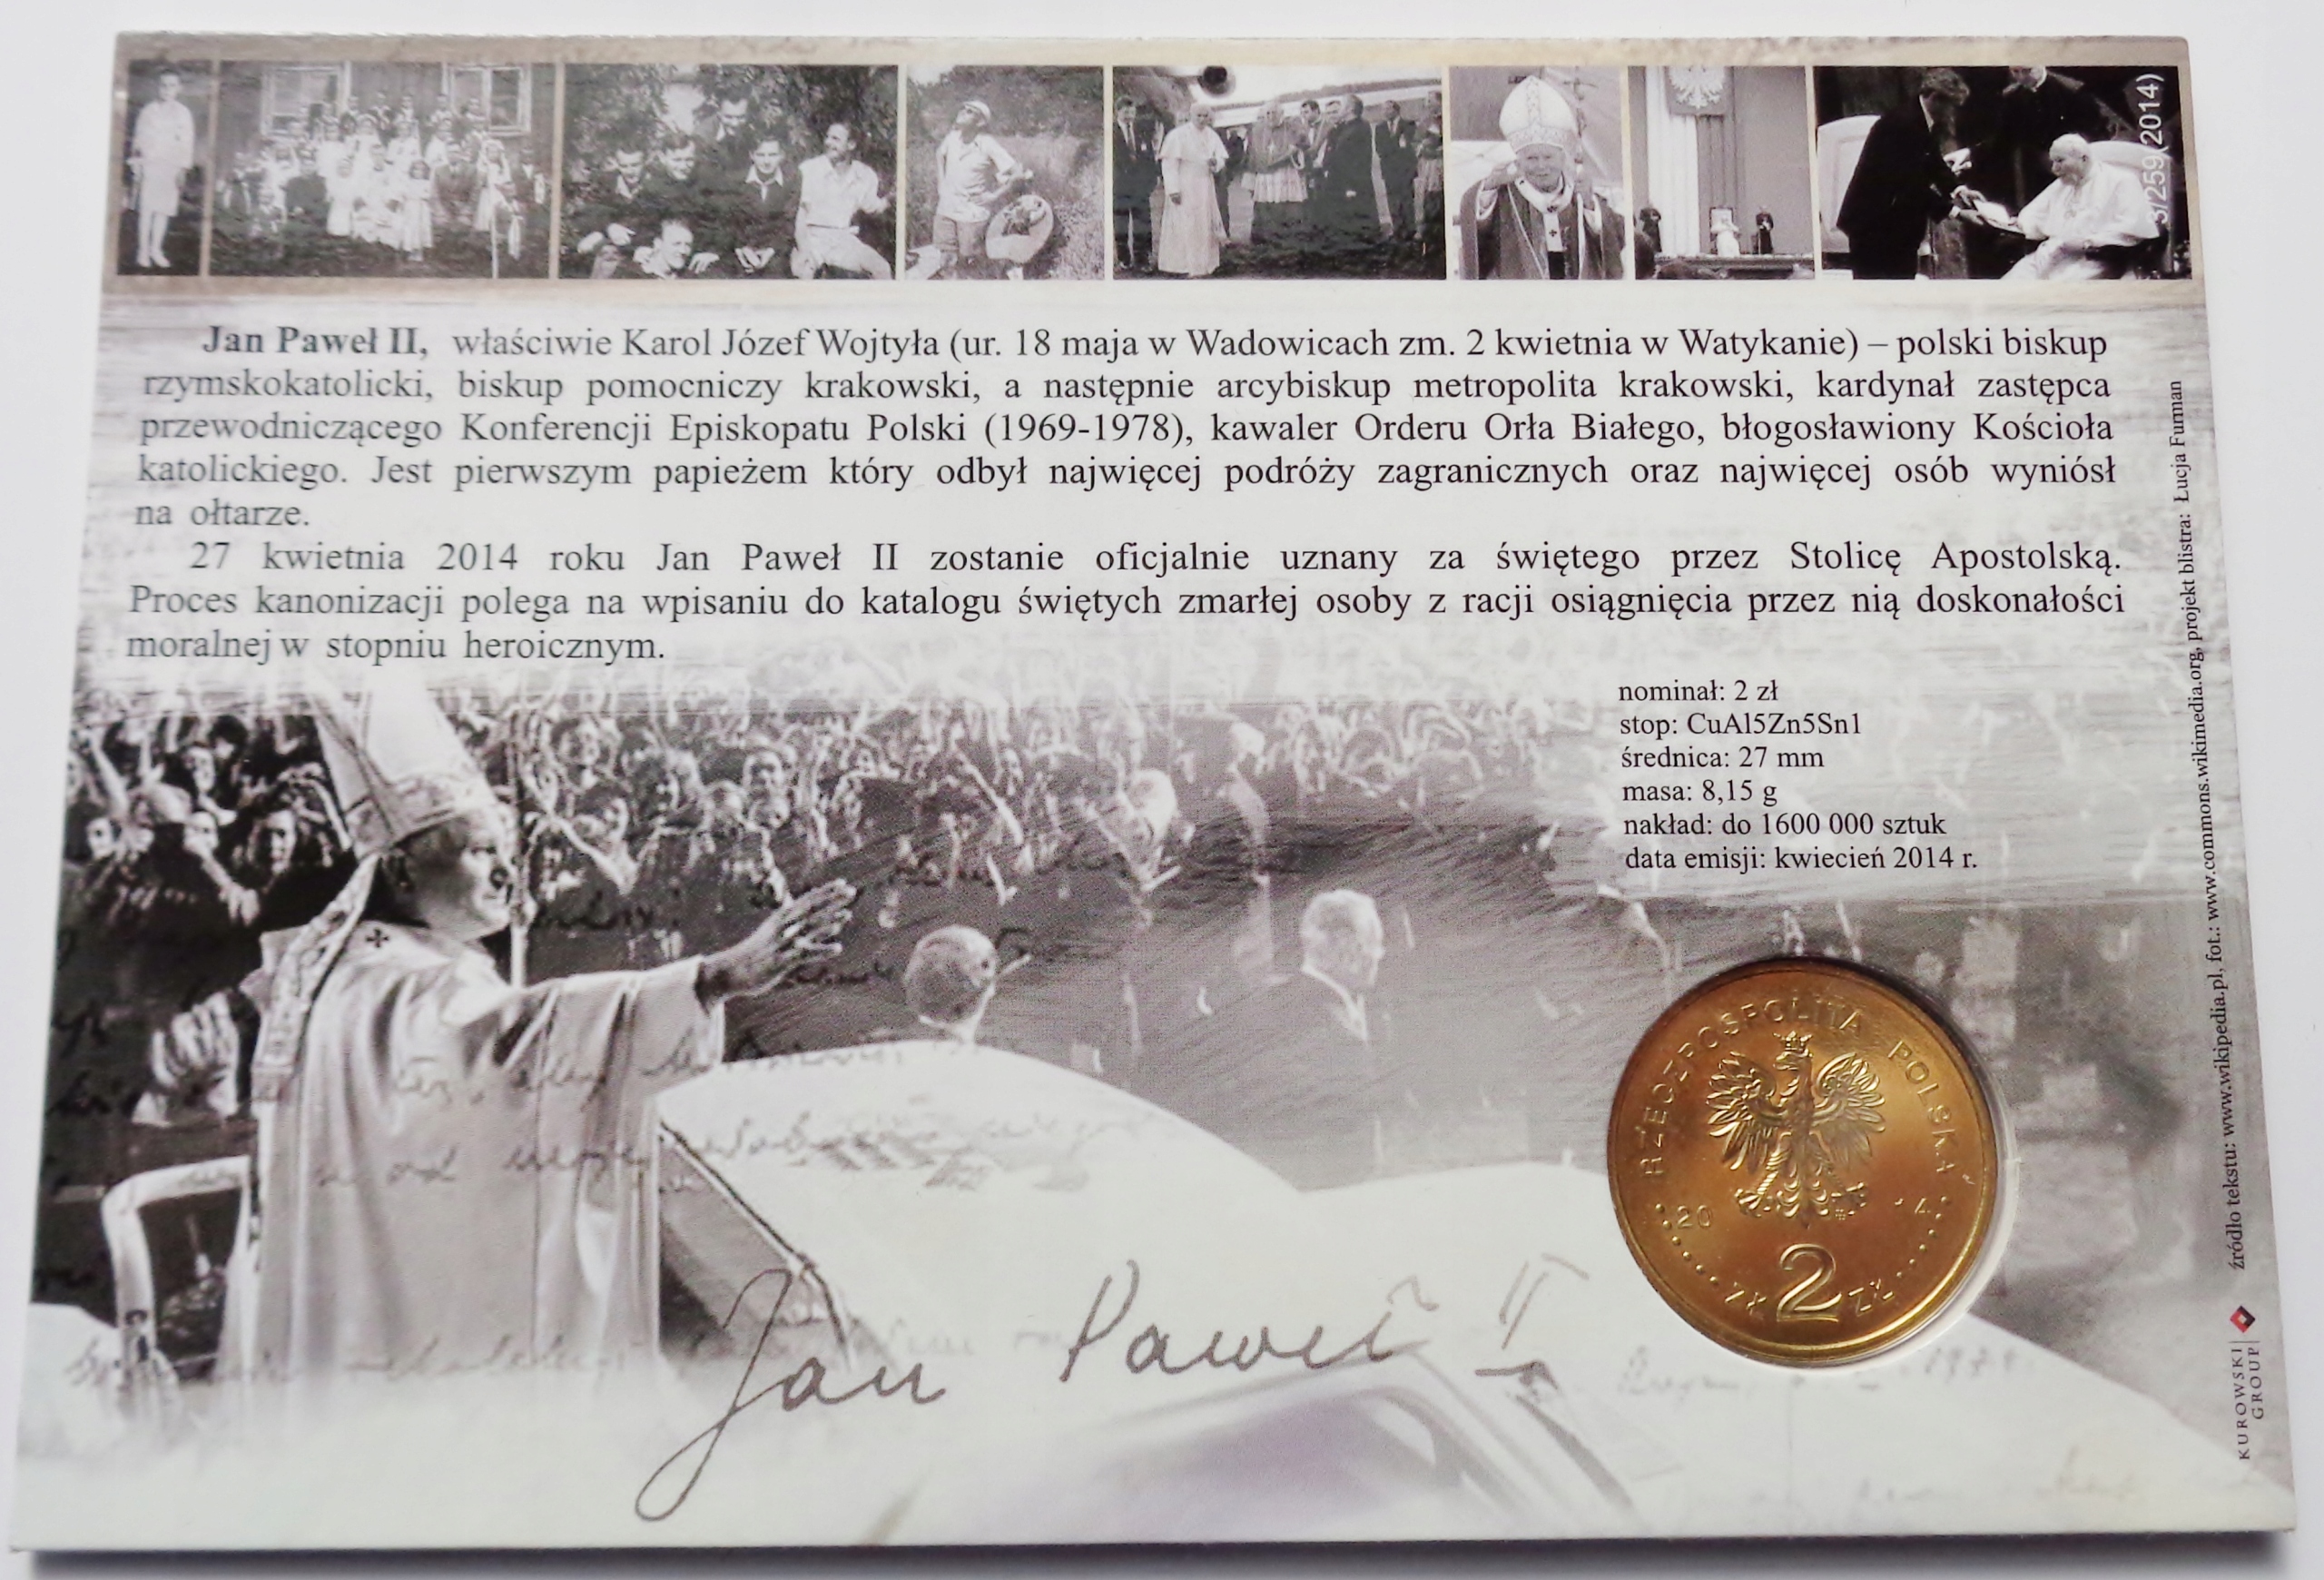 3/259/2014)
Jan Paweł II, właściwie Karol Józef Wojtyła (ur. 18 maja w Wadowicach zm. 2 kwietnia w Watykanie) – polski biskup
rzymskokatolicki, biskup pomocniczy krakowski, a następnie arcybiskup metropolita krakowski, kardynał zastępca
przewodniczącego Konferencji Episkopatu Polski (1969-1978), kawaler Orderu Orła Białego, błogosławiony Kościoła
katolickiego. Jest pierwszym papieżem który odbył najwięcej podróży zagranicznych oraz najwięcej osób wyniósł
na ołtarze.
27 kwietnia 2014 roku Jan Paweł II zostanie oficjalnie uznany za świętego przez Stolicę Apostolską.
Proces kanonizacji polega na wpisaniu do katalogu świętych zmarłej osoby z racji osiągnięcia przez nią doskonałości
moralnej w stopniu heroicznym.
nominał: 2 zł
stop: CuAl5Zn5Sn1
średnica: 27 mm
masa: 8,15 g
nakład: do 1600 000 sztuk
data emisji: kwiecień 2014 r.
RZECZPOSPOLITA POLSKA
20 14
ZŁ 2 ZŁ
Jan Paweł II
źródło tekstu: www.wikipedia.pl, fot.: www.commons.wikimedia.org, projekt blistra: Łucja Furman
KUROWSKI
GROUP